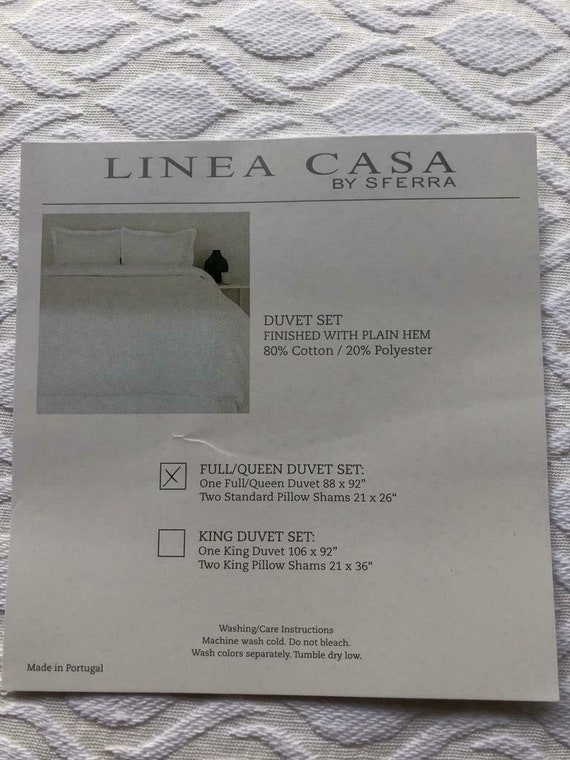 LINEA CASA
BY SFERRA
DUVET SET
FINISHED WITH PLAIN HEM
80% Cotton / 20% Polyester
X
FULL/QUEEN DUVET SET:
One Full/Queen Duvet 88 x 92”
Two Standard Pillow Shams 21 x 26“
KING DUVET SET:
One King Duvet 106 x 92”
Two King Pillow Shams 21 x 36“
Washing/Care Instructions
Machine wash cold. Do not bleach.
Wash colors separately. Tumble dry low.
Made in Portugal